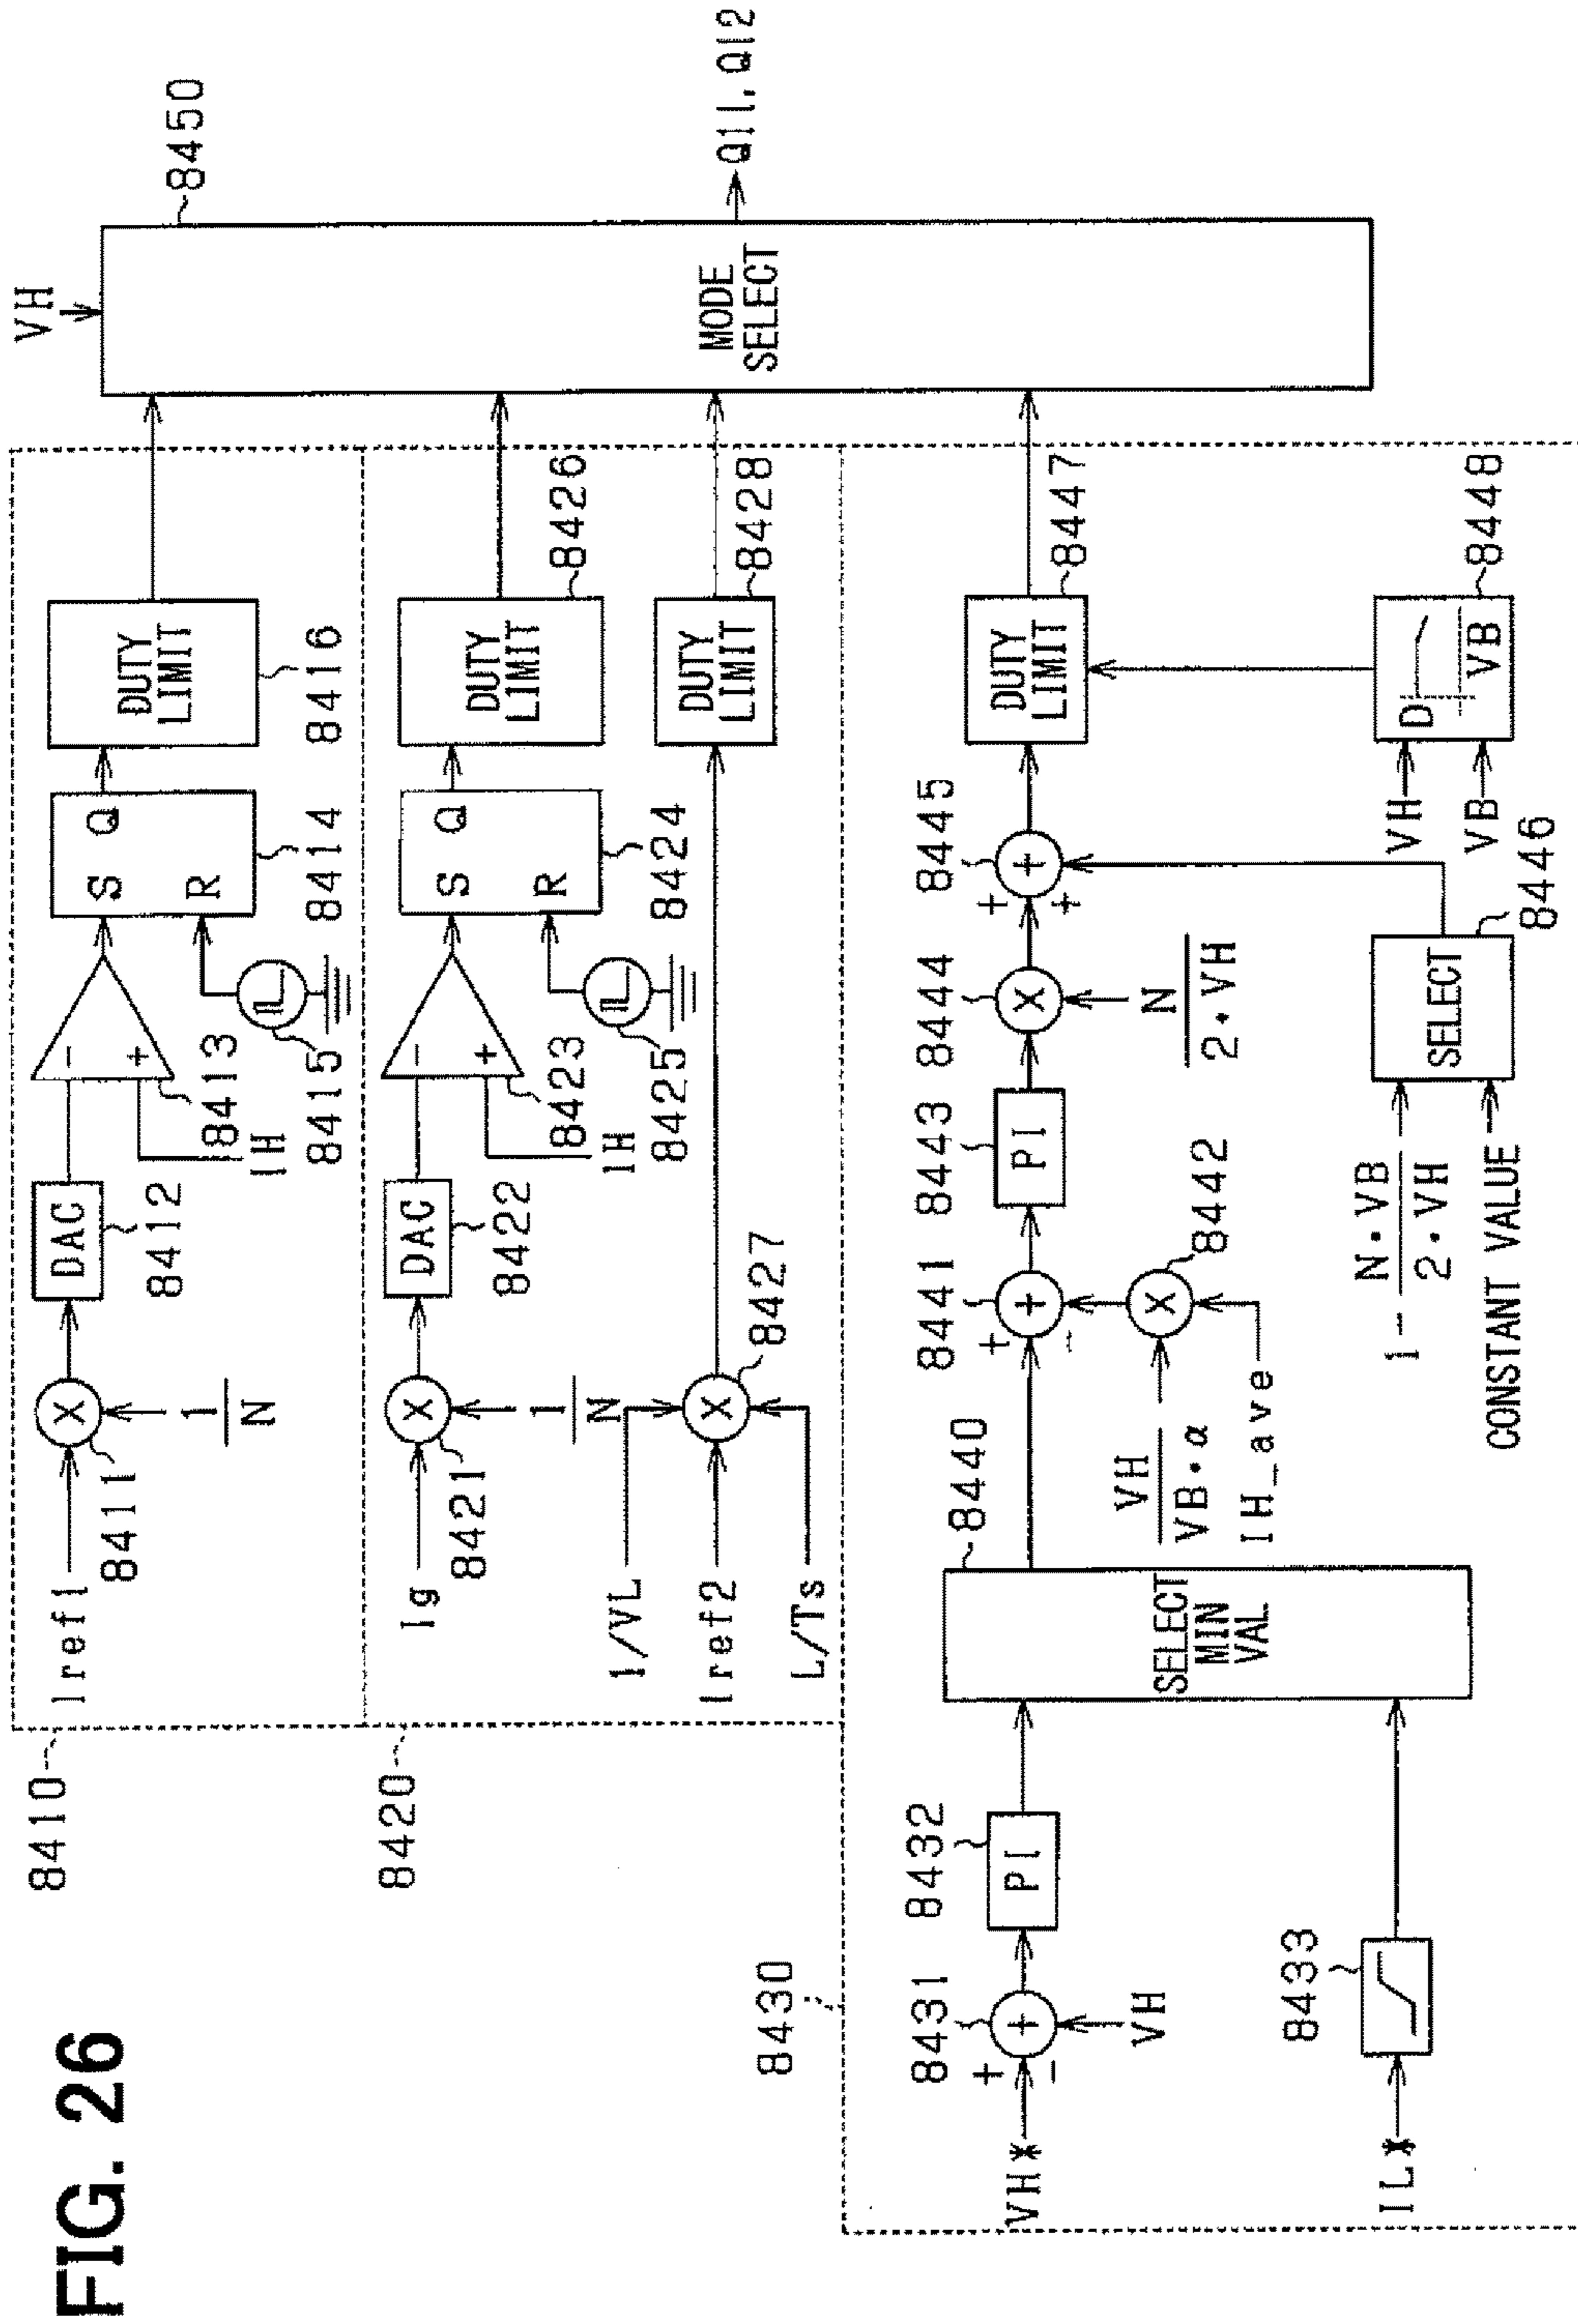 FIG. 26
8410
Iref1
8411
1
N
DAC
8412
IH
8413
8415
S
Q
R
8414
DUTY
LIMIT
8416
8420
Ig
8421
1
N
DAC
8422
IH
8423
8425
S
Q
R
8424
DUTY
LIMIT
8426
1/VL
Iref2
L/Ts
8427
DUTY
LIMIT
8428
VH
MODE
SELECT
8450
Q11, Q12
8430
VH*
+
−
VH
8431
PI
8432
IL*
8433
SELECT
MIN
VAL
8440
+
−
8441
VH
VB・α
IH_ave
8442
PI
8443
X
8444
N
2・VH
+
+
8445
1 − N・VB
2・VH
CONSTANT VALUE
SELECT
8446
DUTY
LIMIT
8447
VH
VB
D
VB
8448